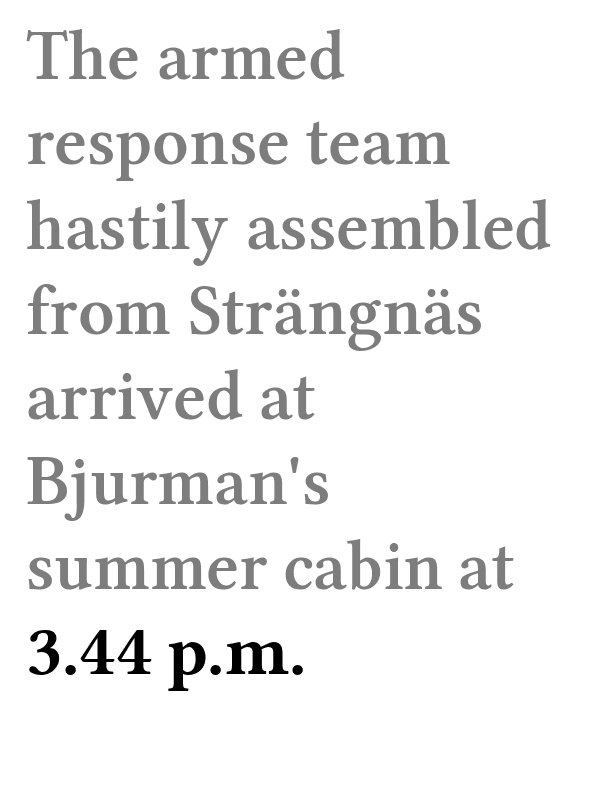 The armed
response team
hastily assembled
from Strängnäs
arrived at
Bjurman's
summer cabin at
3.44 p.m.